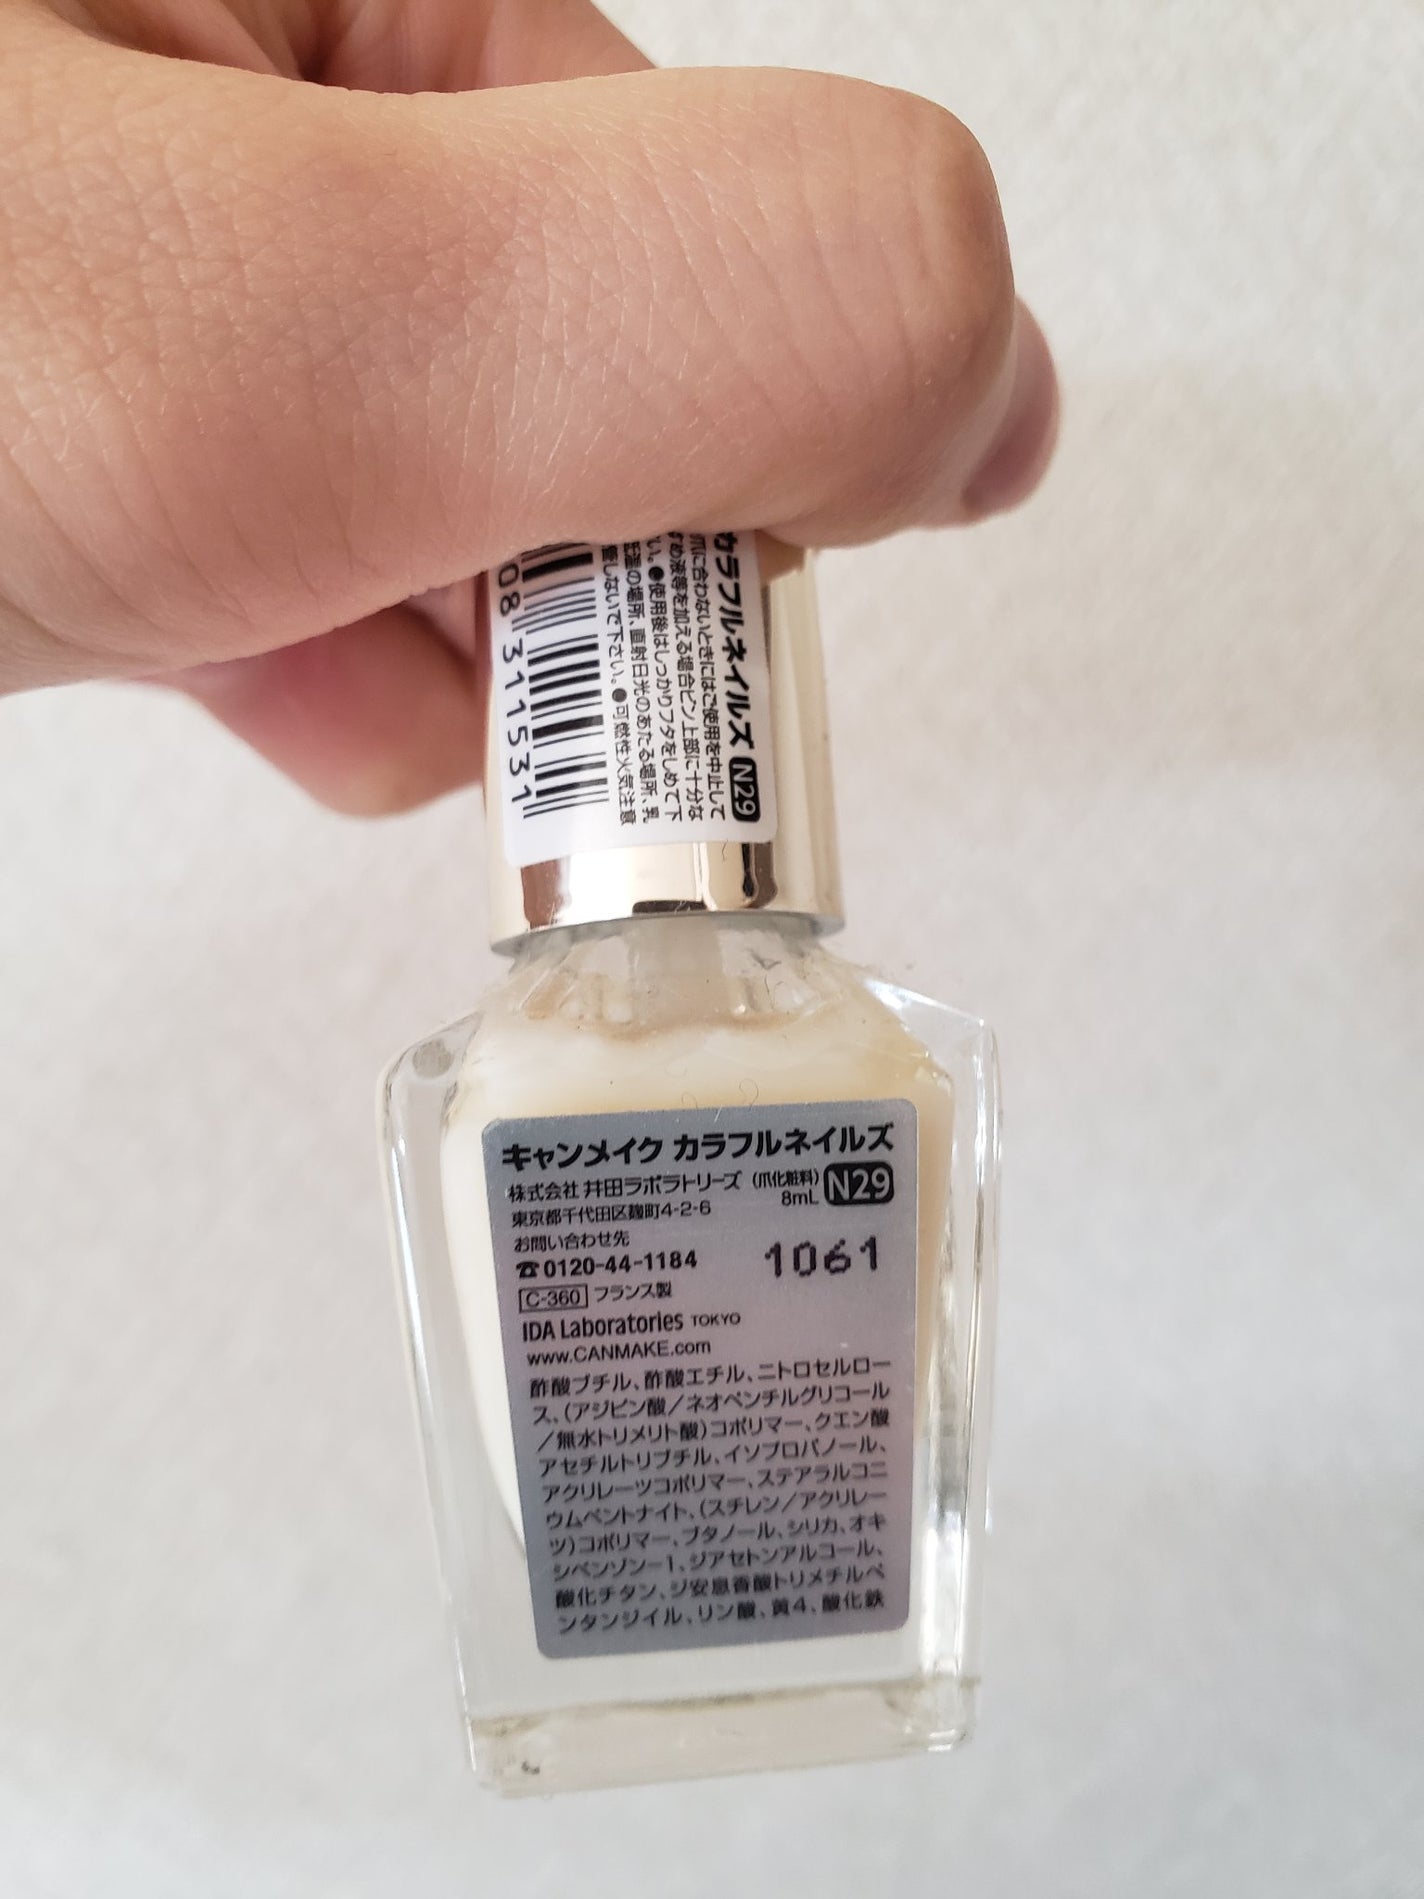 カラフルネイルズ N29
爪に合わないときにはご使用を中止して
め液等を加える場合ビン上部に十分な
い。●使用後はしっかりフタをしめて下
温の場所、直射日光のあたる場所、乳
管しないで下さい。●可燃性火気注意
08 311531
キャンメイク カラフルネイルズ
株式会社 井田ラボラトリーズ (爪化粧料) N29
東京都千代田区麹町4-2-6 8mL
お問い合わせ先
☎0120-44-1184 1061
C-360 フランス製
IDA Laboratories TOKYO
www.CANMAKE.com
酢酸ブチル、酢酸エチル、ニトロセルロー
ス、(アジピン酸/ネオペンチルグリコール
/無水トリメリト酸)コポリマー、クエン酸
アセチルトリブチル、イソプロパノール、
アクリレーツコポリマー、ステアラルコニ
ウムベントナイト、(スチレン/アクリレー
ツ)コポリマー、ブタノール、シリカ、オキ
シベンゾン-1、ジアセトンアルコール、
酸化チタン、ジ安息香酸トリメチルペ
ンタンジイル、リン酸、黄4、酸化鉄